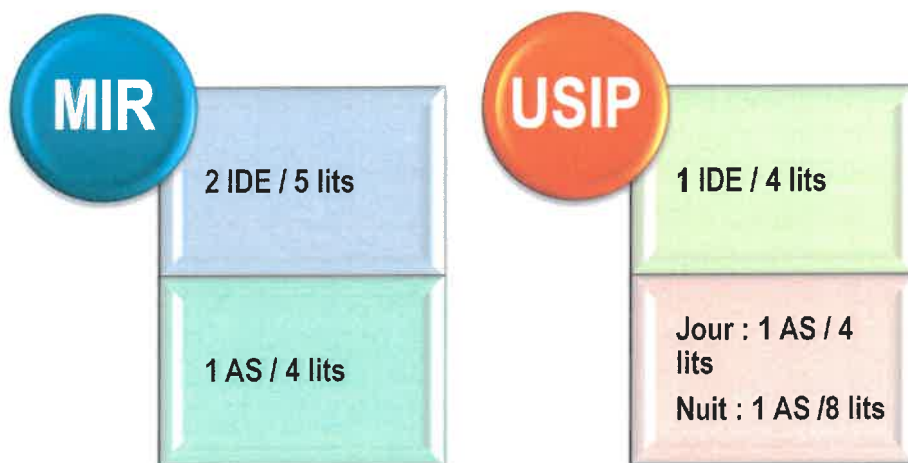 MIR
2 IDE / 5 lits
1 AS / 4 lits
USIP
1 IDE / 4 lits
Jour : 1 AS / 4
lits
Nuit : 1 AS /8 lits